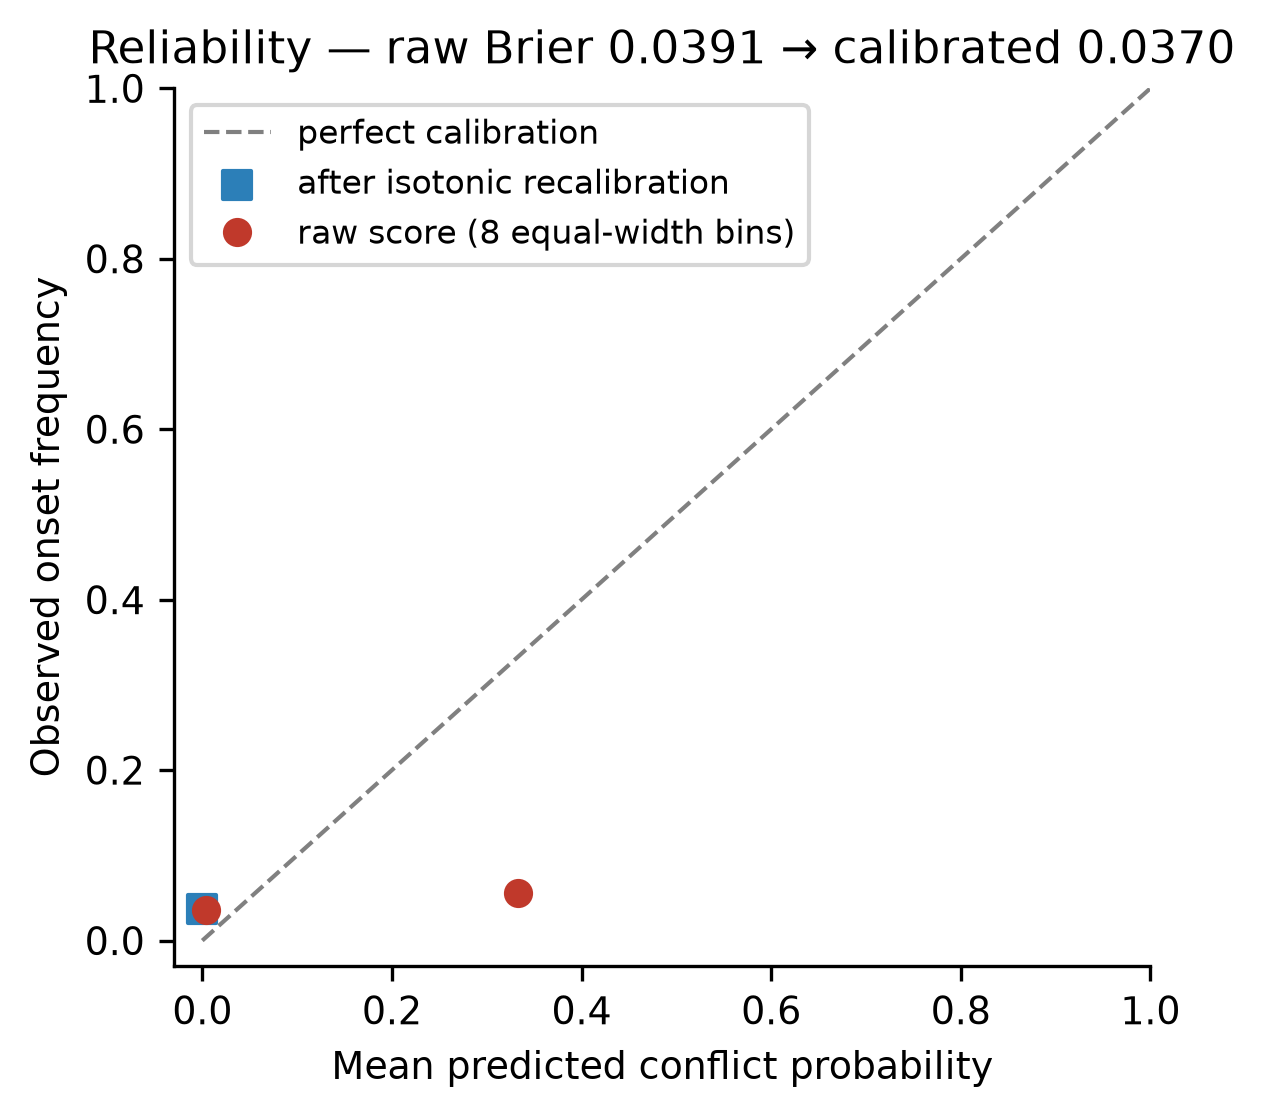 Reliability — raw Brier 0.0391 → calibrated 0.0370
perfect calibration
after isotonic recalibration
raw score (8 equal-width bins)
Observed onset frequency
1.0
0.8
0.6
0.4
0.2
0.0
0.0 0.2 0.4 0.6 0.8 1.0
Mean predicted conflict probability